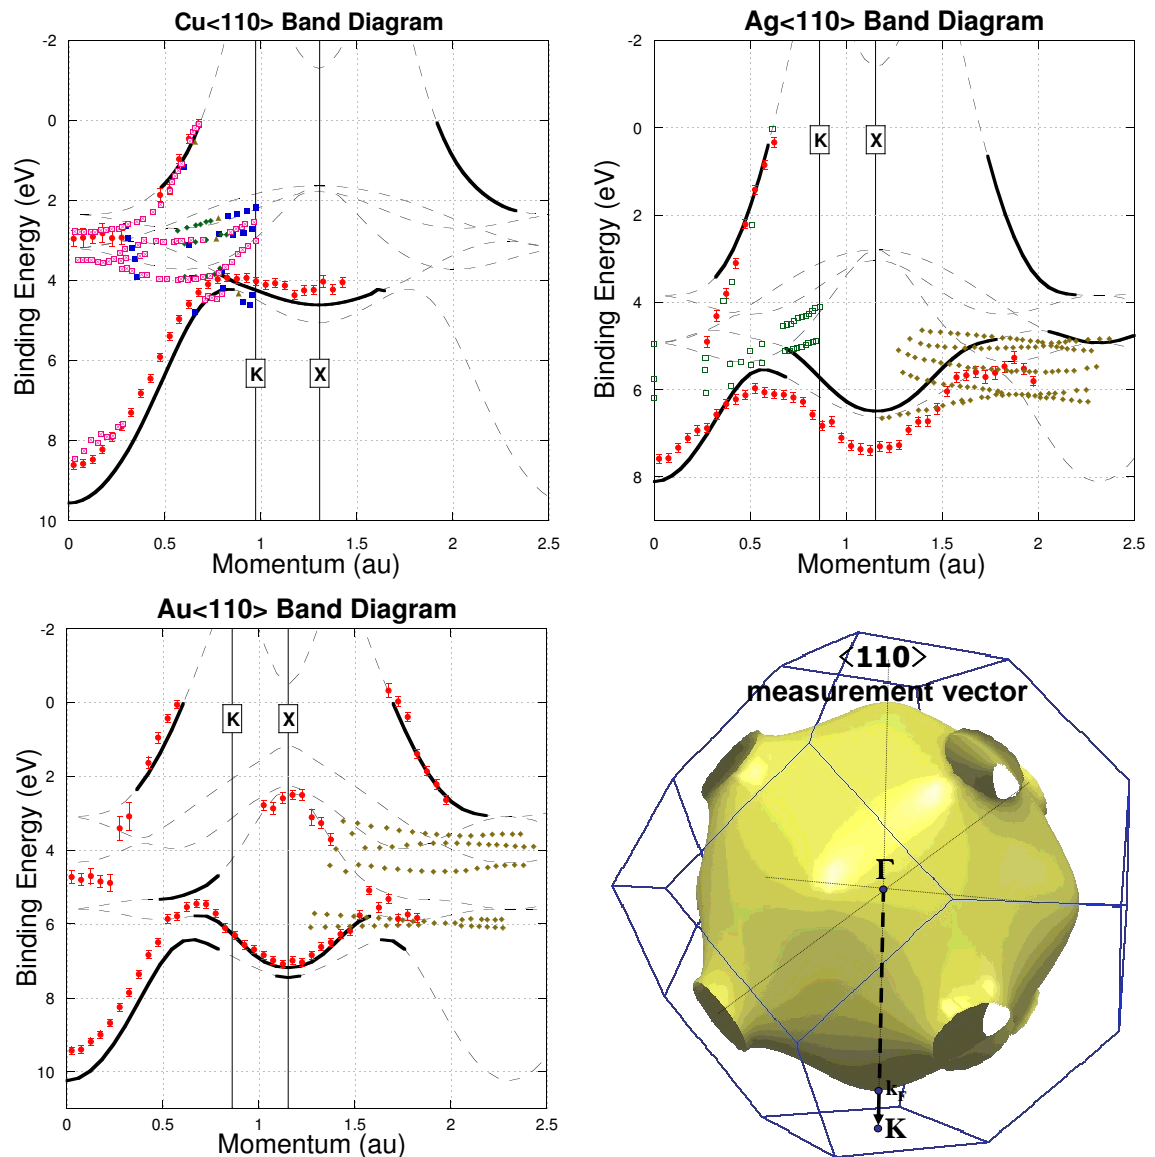 Cu<110> Band Diagram
-2
0
2
4
6
8
10
Binding Energy (eV)
K
X
0
0.5
1
1.5
2
2.5
Momentum (au)
Ag<110> Band Diagram
-2
0
2
4
6
8
Binding Energy (eV)
K
X
0
0.5
1
1.5
2
2.5
Momentum (au)
Au<110> Band Diagram
-2
0
2
4
6
8
10
Binding Energy (eV)
K
X
0
0.5
1
1.5
2
2.5
Momentum (au)
<110>
measurement vector
Γ
kF
K